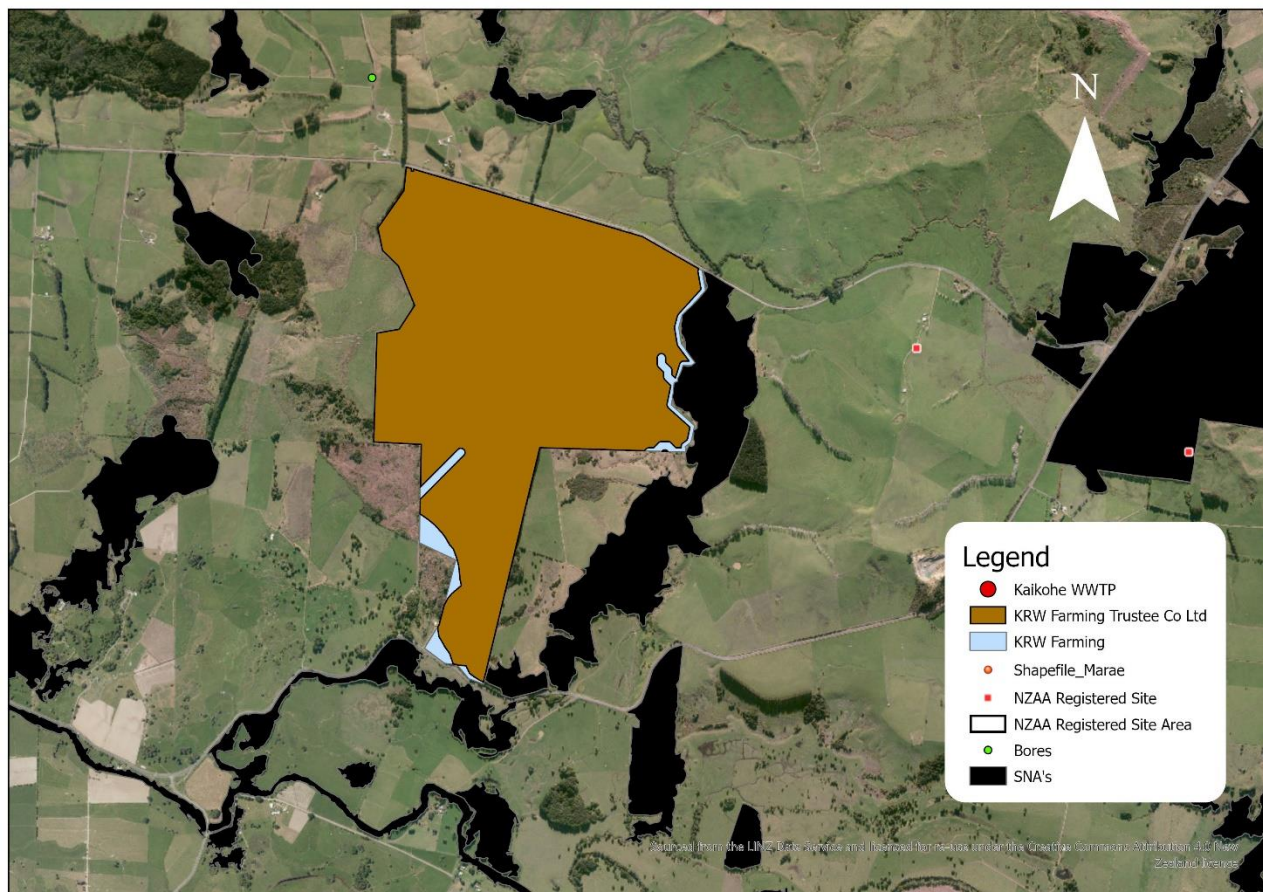 N
Legend
Kaikohe WWTP
KRW Farming Trustee Co Ltd
KRW Farming
Shapefile_Marae
NZAA Registered Site
NZAA Registered Site Area
Bores
SNA's
Sourced from the LINZ Data Service and licenced for re-use under the Creative Commons Attribution 4.0 New
Zealand licence